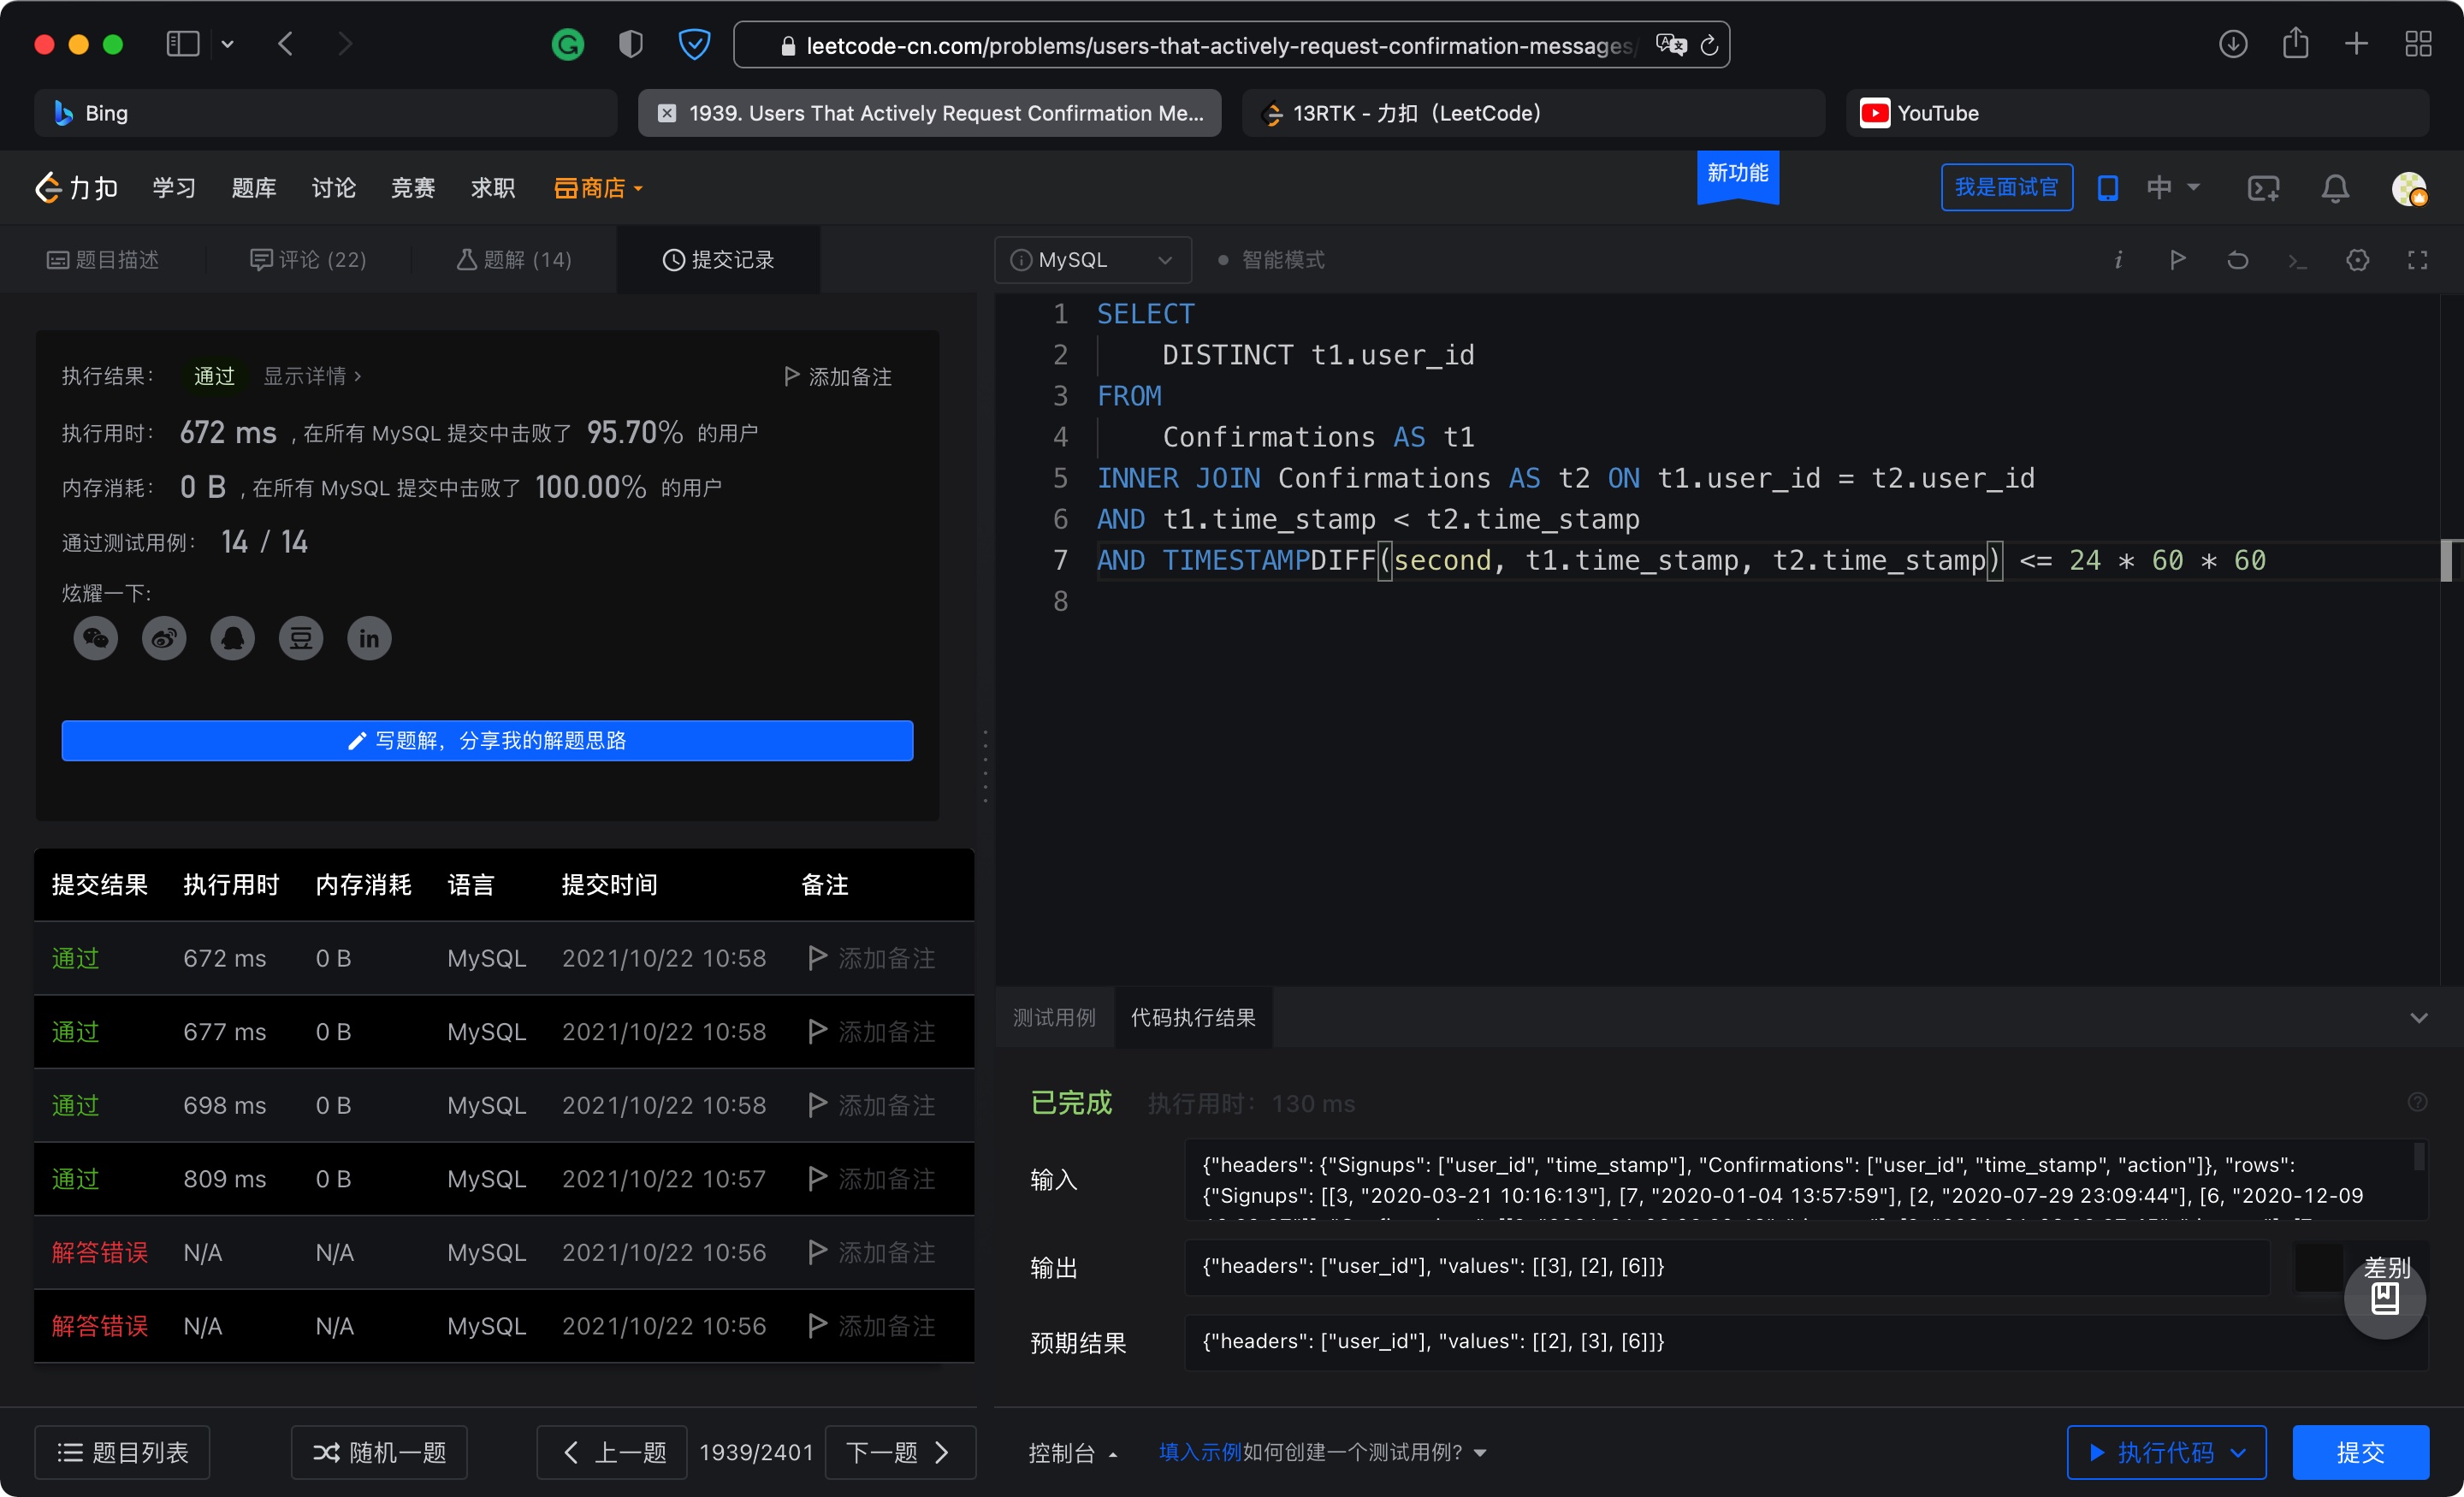 leetcode-cn.com/problems/users-that-actively-request-confirmation-messages/
Bing
1939. Users That Actively Request Confirmation Me...
13RTK - 力扣 (LeetCode)
YouTube
力扣 学习 题库 讨论 竞赛 求职 商店
新功能
我是面试官
中
题目描述
评论 (22)
题解 (14)
提交记录
MySQL
智能模式
执行结果： 通过 显示详情 >
添加备注
执行用时： 672 ms , 在所有 MySQL 提交中击败了 95.70% 的用户
内存消耗： 0 B , 在所有 MySQL 提交中击败了 100.00% 的用户
通过测试用例： 14 / 14
炫耀一下:
豆
in
写题解，分享我的解题思路
提交结果 执行用时 内存消耗 语言 提交时间 备注
通过 672 ms 0 B MySQL 2021/10/22 10:58 添加备注
通过 677 ms 0 B MySQL 2021/10/22 10:58 添加备注
通过 698 ms 0 B MySQL 2021/10/22 10:58 添加备注
通过 809 ms 0 B MySQL 2021/10/22 10:57 添加备注
解答错误 N/A N/A MySQL 2021/10/22 10:56 添加备注
解答错误 N/A N/A MySQL 2021/10/22 10:56 添加备注
题目列表
随机一题
上一题
1939/2401
下一题
1 SELECT
2 DISTINCT t1.user_id
3 FROM
4 Confirmations AS t1
5 INNER JOIN Confirmations AS t2 ON t1.user_id = t2.user_id
6 AND t1.time_stamp < t2.time_stamp
7 AND TIMESTAMPDIFF(second, t1.time_stamp, t2.time_stamp) <= 24 * 60 * 60
8
测试用例
代码执行结果
已完成 执行用时： 130 ms
输入
{"headers": {"Signups": ["user_id", "time_stamp"], "Confirmations": ["user_id", "time_stamp", "action"]}, "rows":
{"Signups": [[3, "2020-03-21 10:16:13"], [7, "2020-01-04 13:57:59"], [2, "2020-07-29 23:09:44"], [6, "2020-12-09
输出
{"headers": ["user_id"], "values": [[3], [2], [6]]}
差别
预期结果
{"headers": ["user_id"], "values": [[2], [3], [6]]}
控制台
填入示例如何创建一个测试用例?
执行代码
提交